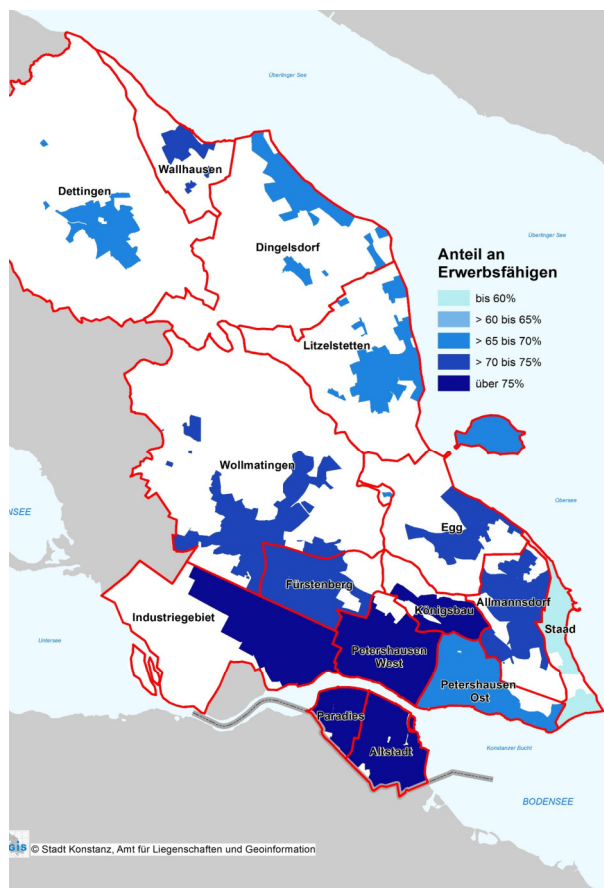 Überlinger See
Wallhausen
Dettingen
Überlinger See
Dingelsdorf
Anteil an
Erwerbsfähigen
bis 60%
> 60 bis 65%
> 65 bis 70%
> 70 bis 75%
über 75%
Litzelstetten
Wollmatingen
Obersee
NSEE
Egg
Fürstenberg
Königsbau
Allmannsdorf
Industriegebiet
Staad
Untersee
Petershausen
West
Petershausen
Ost
Paradies
Altstadt
Konstanzer Bucht
BODENSEE
GIS © Stadt Konstanz, Amt für Liegenschaften und Geoinformation